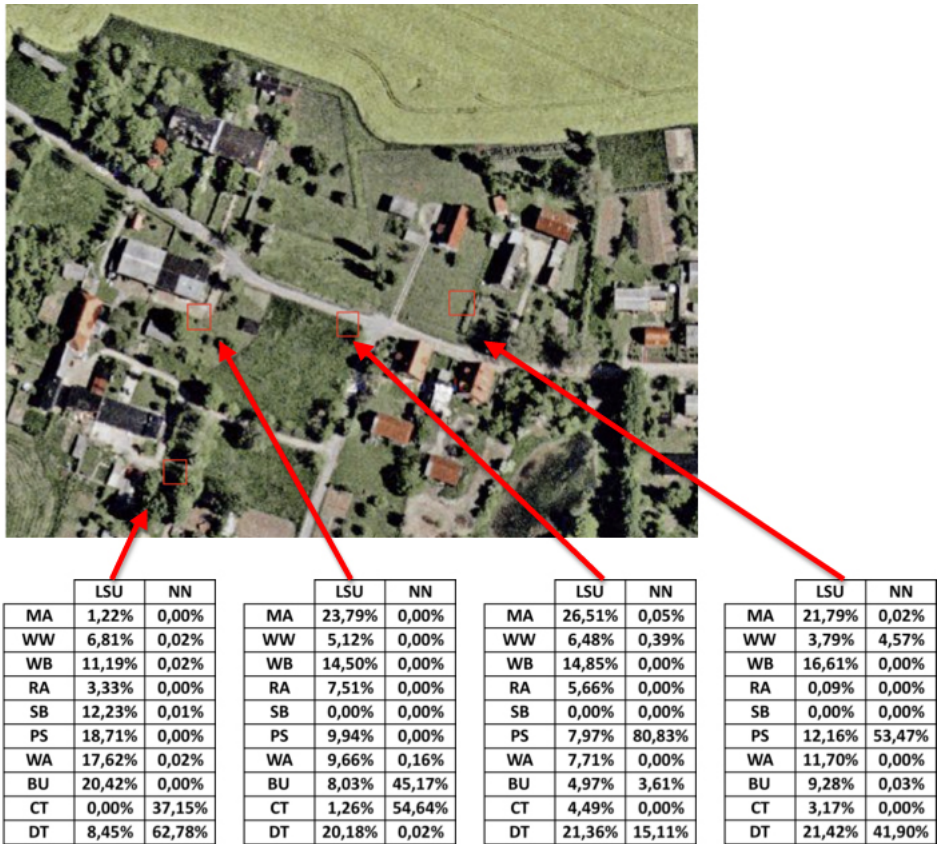 LSU NN LSU NN LSU NN LSU NN
MA 1,22% 0,00% MA 23,79% 0,00% MA 26,51% 0,05% MA 21,79% 0,02%
WW 6,81% 0,02% WW 5,12% 0,00% WW 6,48% 0,39% WW 3,79% 4,57%
WB 11,19% 0,02% WB 14,50% 0,00% WB 14,85% 0,00% WB 16,61% 0,00%
RA 3,33% 0,00% RA 7,51% 0,00% RA 5,66% 0,00% RA 0,09% 0,00%
SB 12,23% 0,01% SB 0,00% 0,00% SB 0,00% 0,00% SB 0,00% 0,00%
PS 18,71% 0,00% PS 9,94% 0,00% PS 7,97% 80,83% PS 12,16% 53,47%
WA 17,62% 0,02% WA 9,66% 0,16% WA 7,71% 0,00% WA 11,70% 0,00%
BU 20,42% 0,00% BU 8,03% 45,17% BU 4,97% 3,61% BU 9,28% 0,03%
CT 0,00% 37,15% CT 1,26% 54,64% CT 4,49% 0,00% CT 3,17% 0,00%
DT 8,45% 62,78% DT 20,18% 0,02% DT 21,36% 15,11% DT 21,42% 41,90%